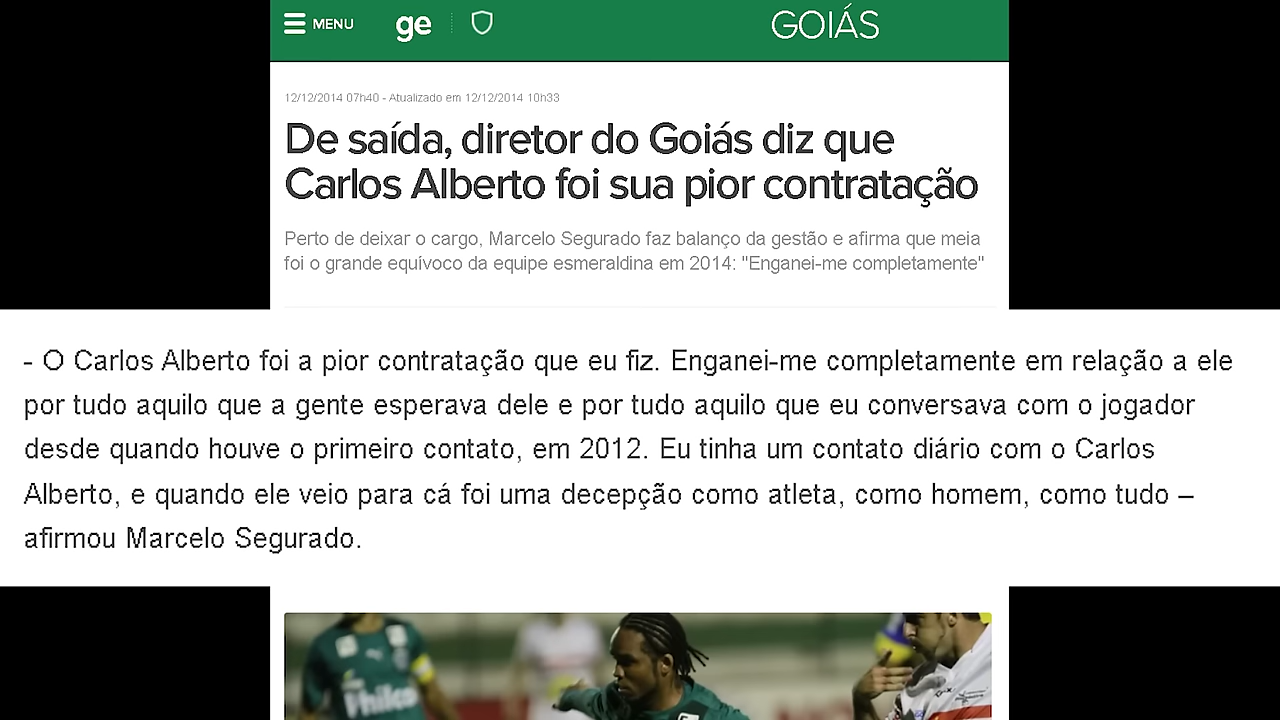 MENU ge GOIÁS
12/12/2014 07h40 - Atualizado em 12/12/2014 10h33
De saída, diretor do Goiás diz que
Carlos Alberto foi sua pior contratação
Perto de deixar o cargo, Marcelo Segurado faz balanço da gestão e afirma que meia
foi o grande equívoco da equipe esmeraldina em 2014: "Enganei-me completamente"
- O Carlos Alberto foi a pior contratação que eu fiz. Enganei-me completamente em relação a ele
por tudo aquilo que a gente esperava dele e por tudo aquilo que eu conversava com o jogador
desde quando houve o primeiro contato, em 2012. Eu tinha um contato diário com o Carlos
Alberto, e quando ele veio para cá foi uma decepção como atleta, como homem, como tudo –
afirmou Marcelo Segurado.
Philco